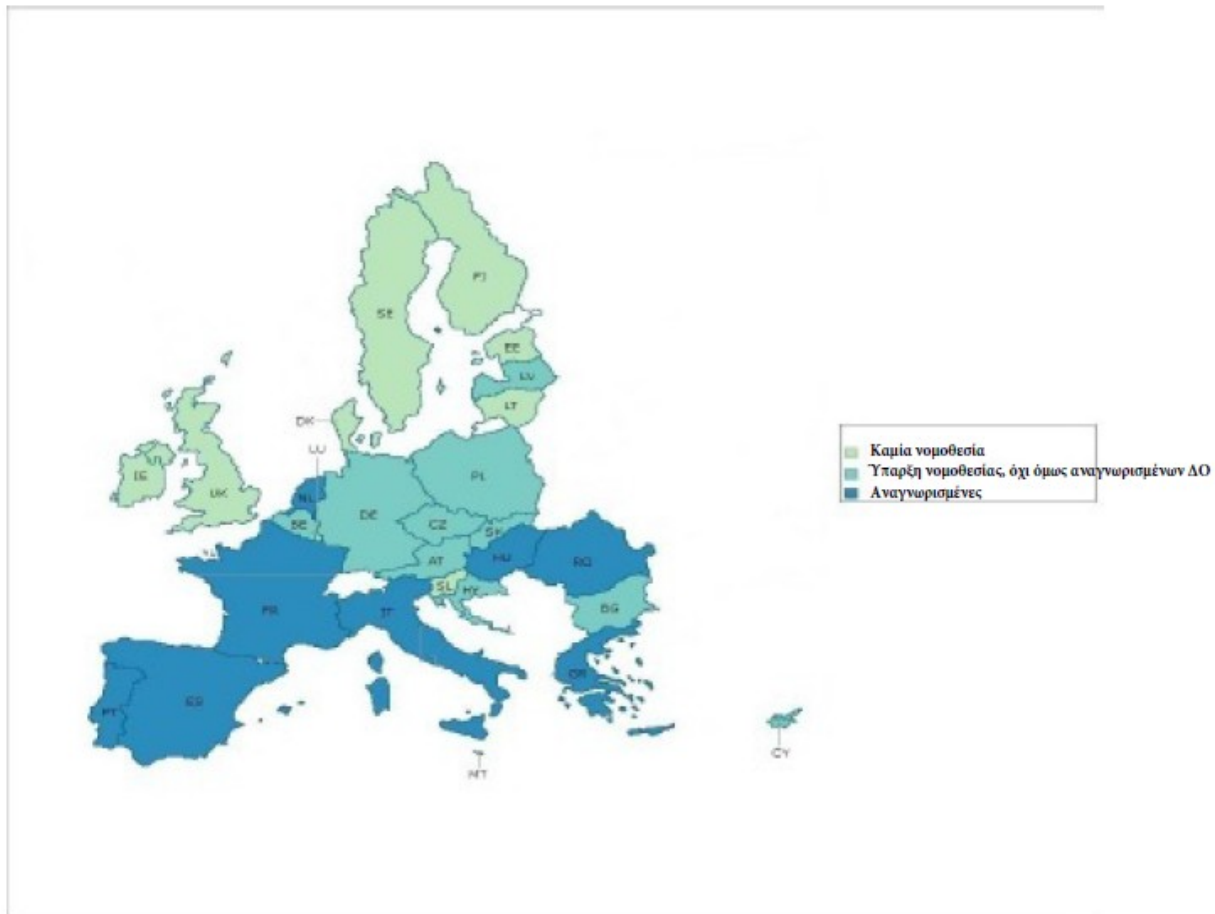 FI
SE
EE
LV
DK
LT
LU
IE
UK
NL
PL
DE
BE
CZ
SK
AT
HU
RO
SL
FR
IT
BG
ES
PT
GR
CY
MT
Καμία νομοθεσία
Ύπαρξη νομοθεσίας, όχι όμως αναγνωρισμένων ΔΟ
Αναγνωρισμένες